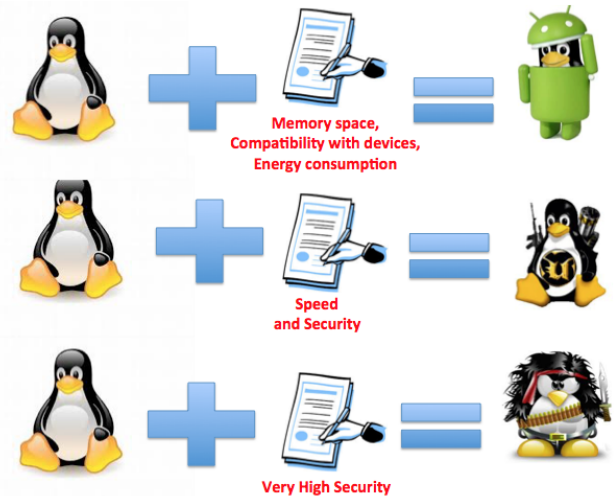 Memory space,
Compatibility with devices,
Energy consumption
Speed
and Security
Very High Security